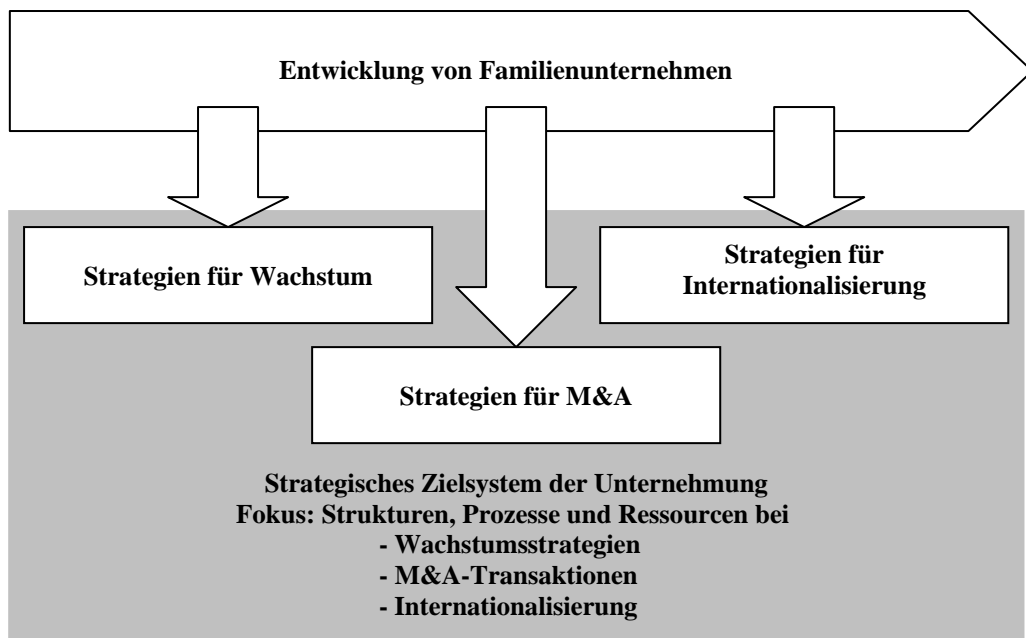 Entwicklung von Familienunternehmen
Strategien für Wachstum
Strategien für
Internationalisierung
Strategien für M&A
Strategisches Zielsystem der Unternehmung
Fokus: Strukturen, Prozesse und Ressourcen bei
- Wachstumsstrategien
- M&A-Transaktionen
- Internationalisierung